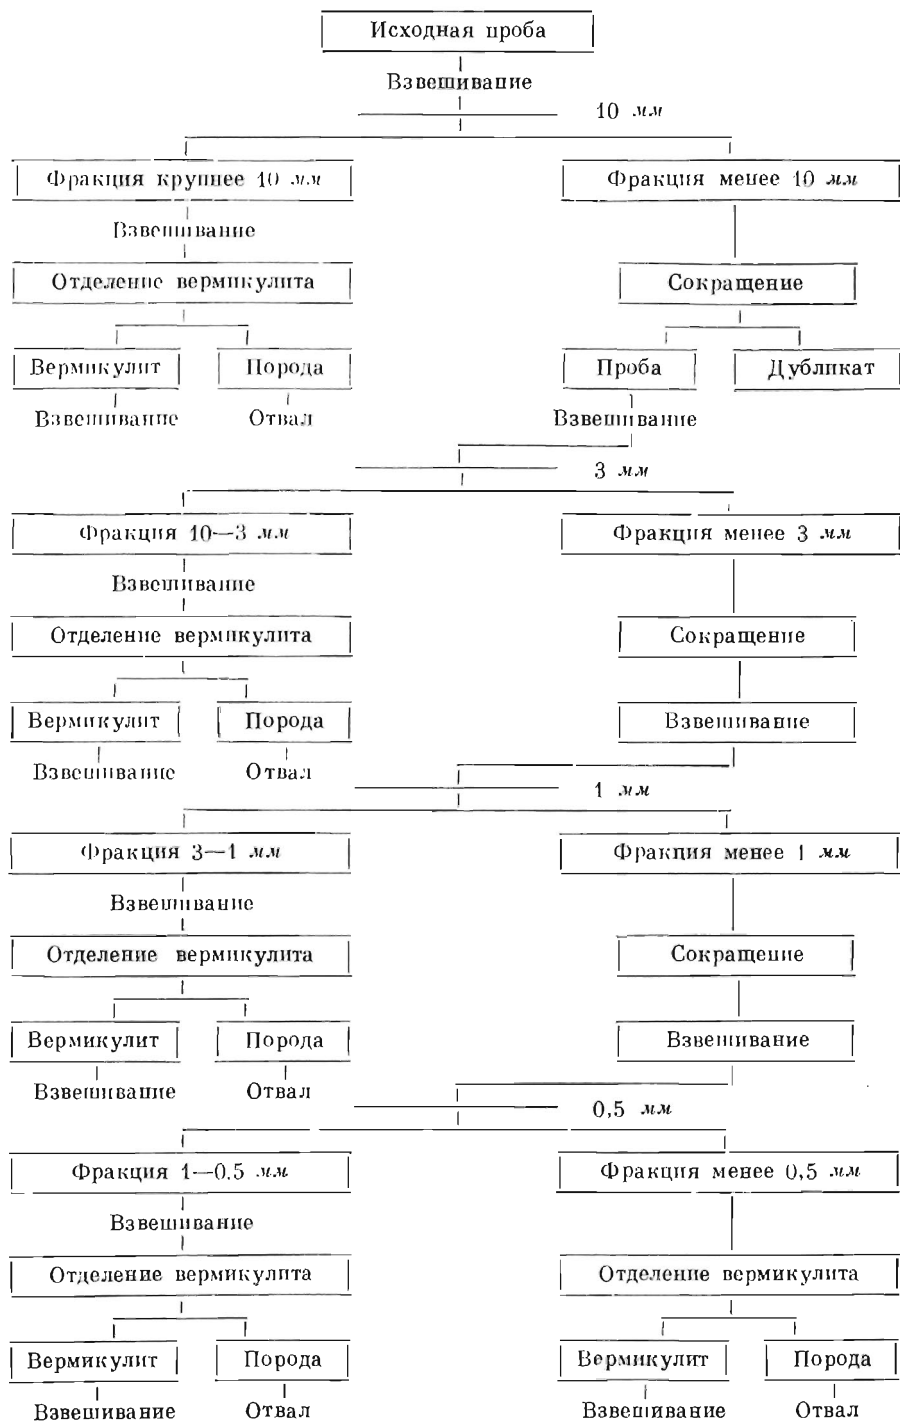 Исходная проба
Взвешивание
10 мм
Фракция крупнее 10 мм
Фракция менее 10 мм
Взвешивание
Отделение вермикулита
Сокращение
Вермикулит
Порода
Проба
Дубликат
Взвешивание
Отвал
Взвешивание
3 мм
Фракция 10—3 мм
Фракция менее 3 мм
Взвешивание
Отделение вермикулита
Сокращение
Вермикулит
Порода
Взвешивание
Взвешивание
Отвал
1 мм
Фракция 3—1 мм
Фракция менее 1 мм
Взвешивание
Отделение вермикулита
Сокращение
Вермикулит
Порода
Взвешивание
Взвешивание
Отвал
0,5 мм
Фракция 1—0.5 мм
Фракция менее 0,5 мм
Взвешивание
Отделение вермикулита
Отделение вермикулита
Вермикулит
Порода
Вермикулит
Порода
Взвешивание
Отвал
Взвешивание
Отвал